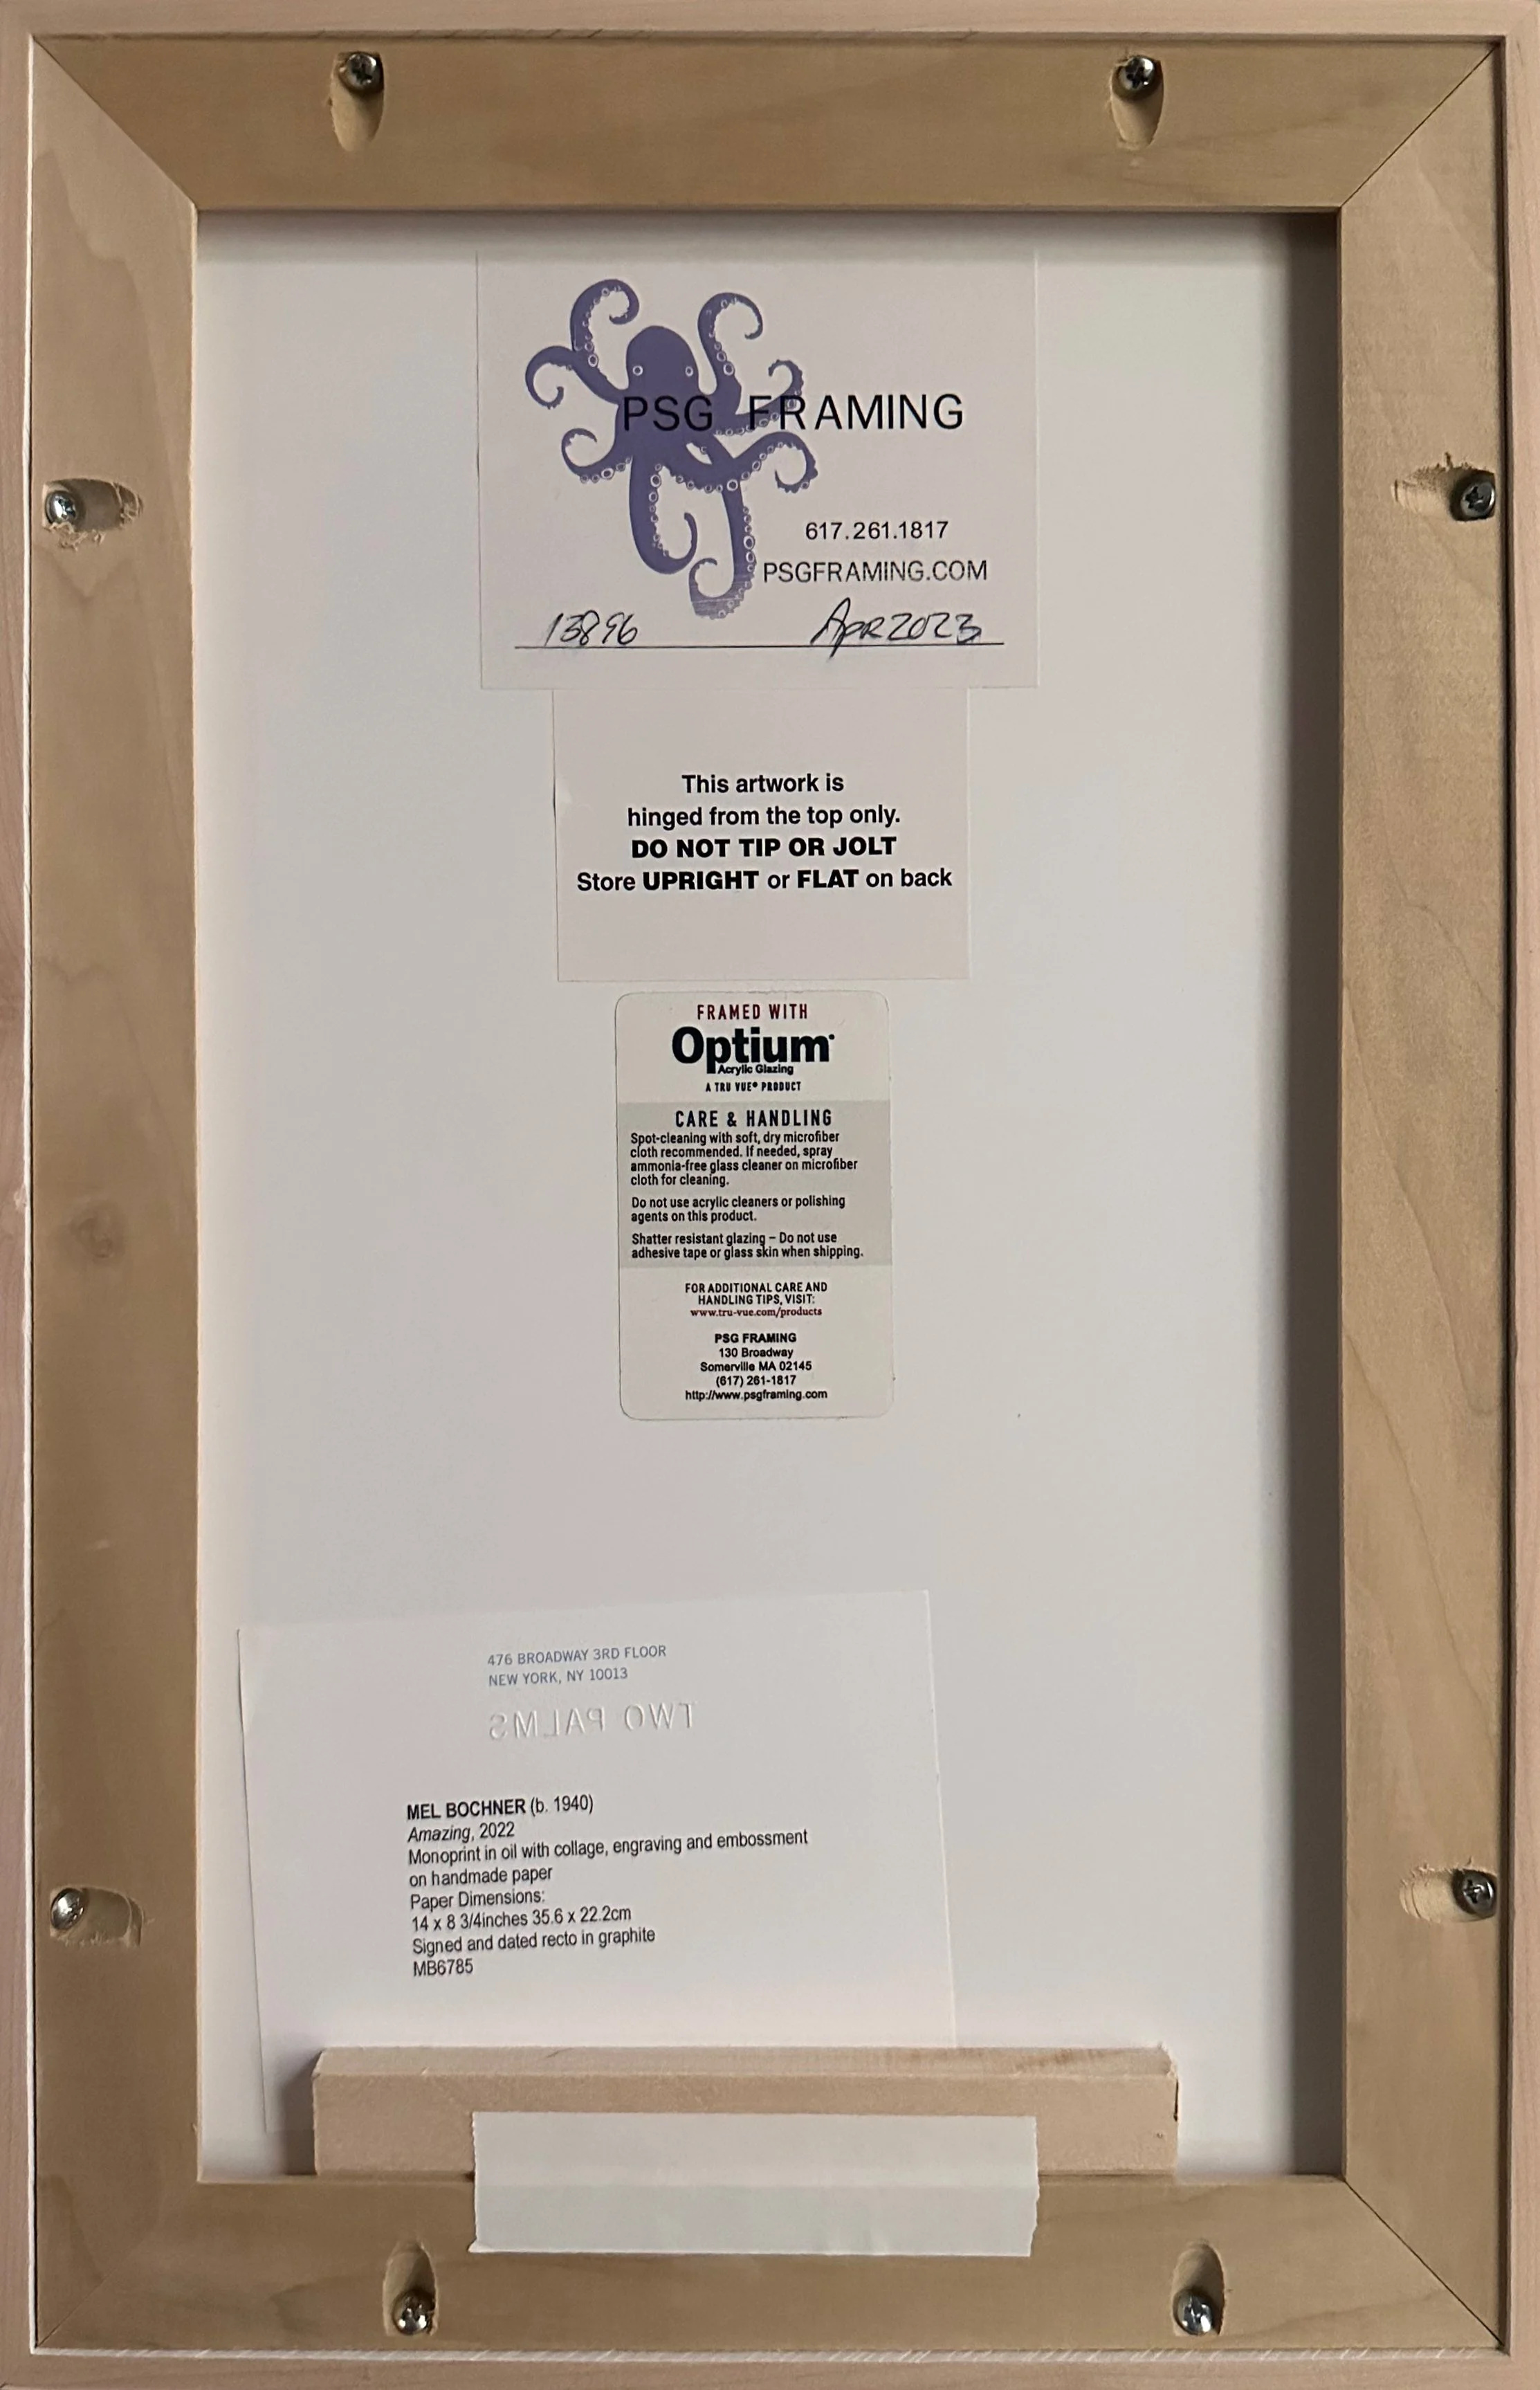 PSG FRAMING
617.261.1817
PSGFRAMING.COM
13896 Apr 2023
This artwork is
hinged from the top only.
DO NOT TIP OR JOLT
Store UPRIGHT or FLAT on back
FRAMED WITH
Optium®
Acrylic Glazing
A TRU VUE® PRODUCT
CARE & HANDLING
Spot-cleaning with soft, dry microfiber
cloth recommended. If needed, spray
ammonia-free glass cleaner on microfiber
cloth for cleaning.
Do not use acrylic cleaners or polishing
agents on this product.
Shatter resistant glazing – Do not use
adhesive tape or glass skin when shipping.
FOR ADDITIONAL CARE AND
HANDLING TIPS, VISIT:
www.tru-vue.com/products
PSG FRAMING
130 Broadway
Somerville MA 02145
(617) 261-1817
http://www.psgframing.com
476 BROADWAY 3RD FLOOR
NEW YORK, NY 10013
TWO PALMS
MEL BOCHNER (b. 1940)
Amazing, 2022
Monoprint in oil with collage, engraving and embossment
on handmade paper
Paper Dimensions:
14 x 8 3/4inches 35.6 x 22.2cm
Signed and dated recto in graphite
MB6785